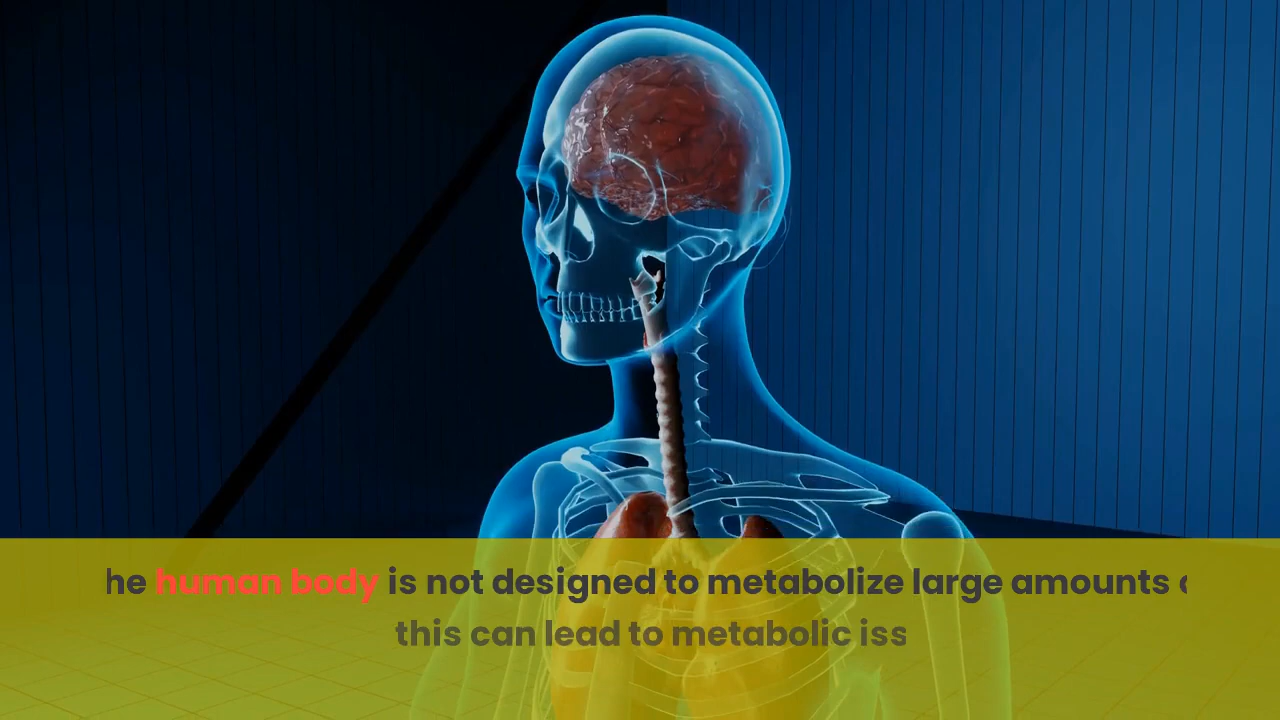 he human body is not designed to metabolize large amounts
this can lead to metabolic iss